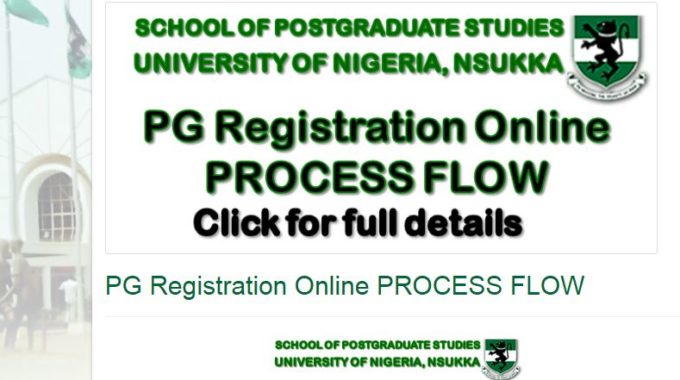 SCHOOL OF POSTGRADUATE STUDIES
UNIVERSITY OF NIGERIA, NSUKKA
PG Registration Online
PROCESS FLOW
Click for full details
PG Registration Online PROCESS FLOW
SCHOOL OF POSTGRADUATE STUDIES
UNIVERSITY OF NIGERIA, NSUKKA